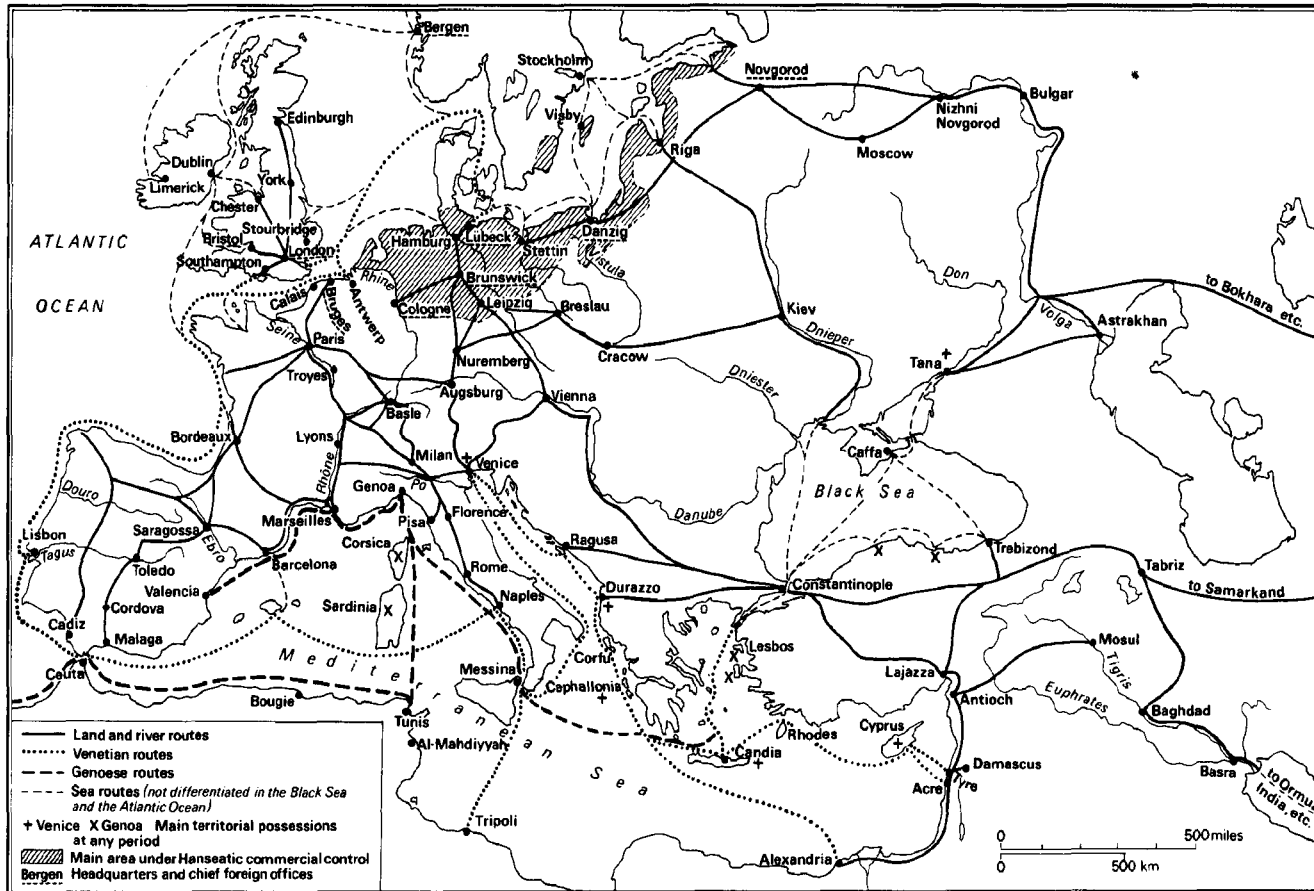 Bergen
Stockholm
Novgorod
Nizhni
Novgorod
Bulgar
Visby
Edinburgh
Riga
Moscow
Dublin
Limerick
York
Chester
Stourbridge
Bristol
London
Southampton
ATLANTIC
OCEAN
Hamburg
Lübeck
Stettin
Danzig
Vistula
Rhine
Brunswick
Cologne
Leipzig
Breslau
Calais
Bruges
Antwerp
Seine
Paris
Troyes
Nuremberg
Augsburg
Cracow
Kiev
Dnieper
Don
Volga
to Bokhara etc.
Astrakhan
Tana
Dniester
Vienna
Basle
Bordeaux
Lyons
Milan
Venice
Rhône
Po
Genoa
Caffa
Black Sea
Danube
Douro
Saragossa
Ebro
Marseilles
Pisa
Florence
Corsica
Lisbon
Tagus
Toledo
Barcelona
Valencia
Rome
Ragusa
Constantinople
Trebizond
Tabriz
to Samarkand
Durazzo
Naples
Sardinia
Cordova
Cadiz
Malaga
Ceuta
Mediterranean Sea
Messina
Corfu
Cephallonia
Lesbos
Lajazza
Antioch
Mosul
Tigris
Euphrates
Baghdad
Basra
to Ormus
India, etc.
Bougie
Tunis
Al-Mahdiyyah
Candia
Rhodes
Cyprus
Damascus
Tyre
Acre
Tripoli
Alexandria
Land and river routes
Venetian routes
Genoese routes
Sea routes (not differentiated in the Black Sea
and the Atlantic Ocean)
+ Venice X Genoa Main territorial possessions
at any period
Main area under Hanseatic commercial control
Bergen Headquarters and chief foreign offices
0 500 miles
0 500 km